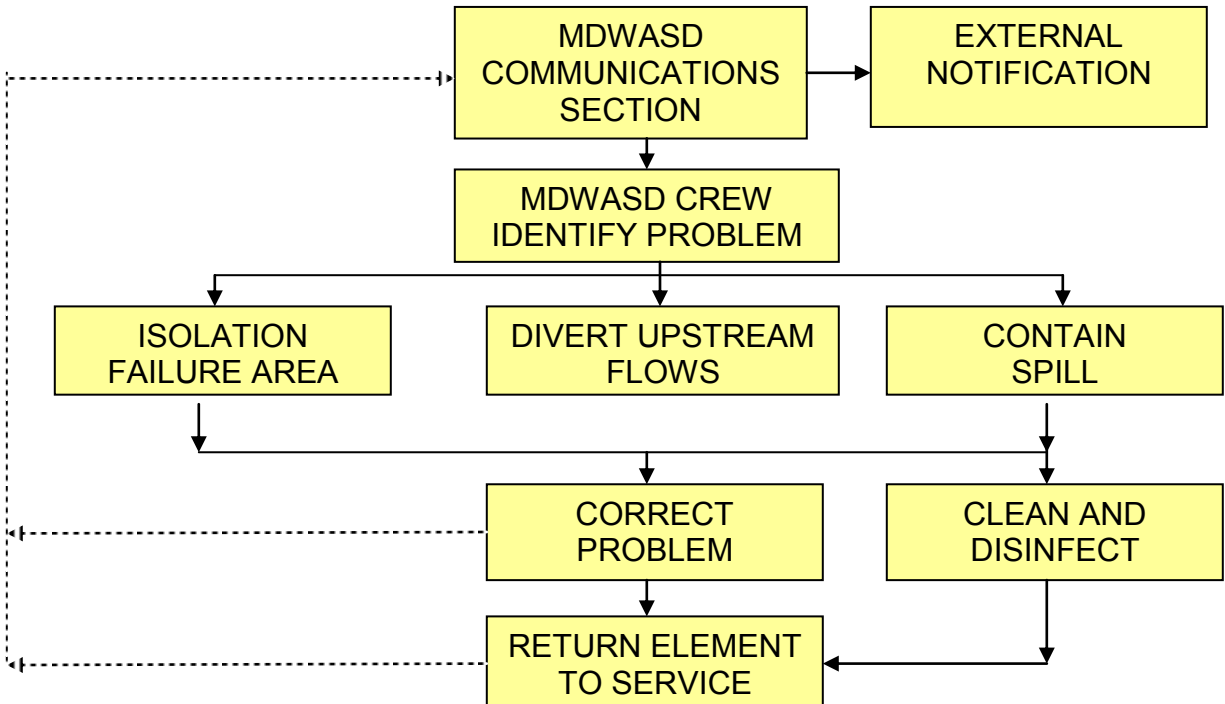 MDWASD
COMMUNICATIONS
SECTION
EXTERNAL
NOTIFICATION
MDWASD CREW
IDENTIFY PROBLEM
ISOLATION
FAILURE AREA
DIVERT UPSTREAM
FLOWS
CONTAIN
SPILL
CORRECT
PROBLEM
CLEAN AND
DISINFECT
RETURN ELEMENT
TO SERVICE